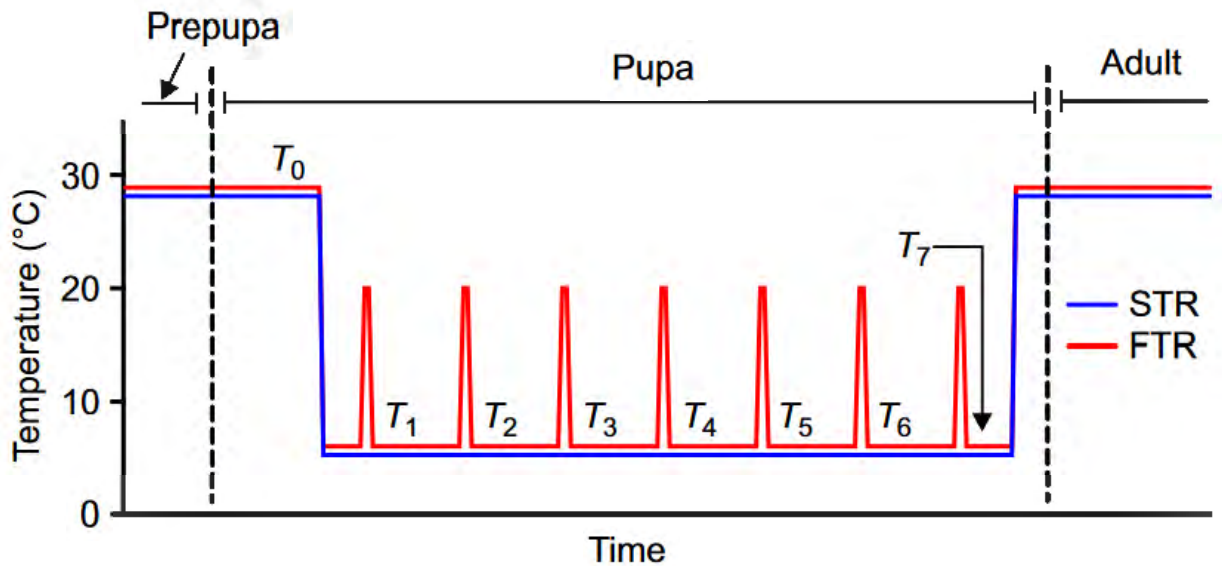 Prepupa
Pupa
Adult
T0
30
T7
20
STR
FTR
10
T1 T2 T3 T4 T5 T6
0
Temperature (°C)
Time